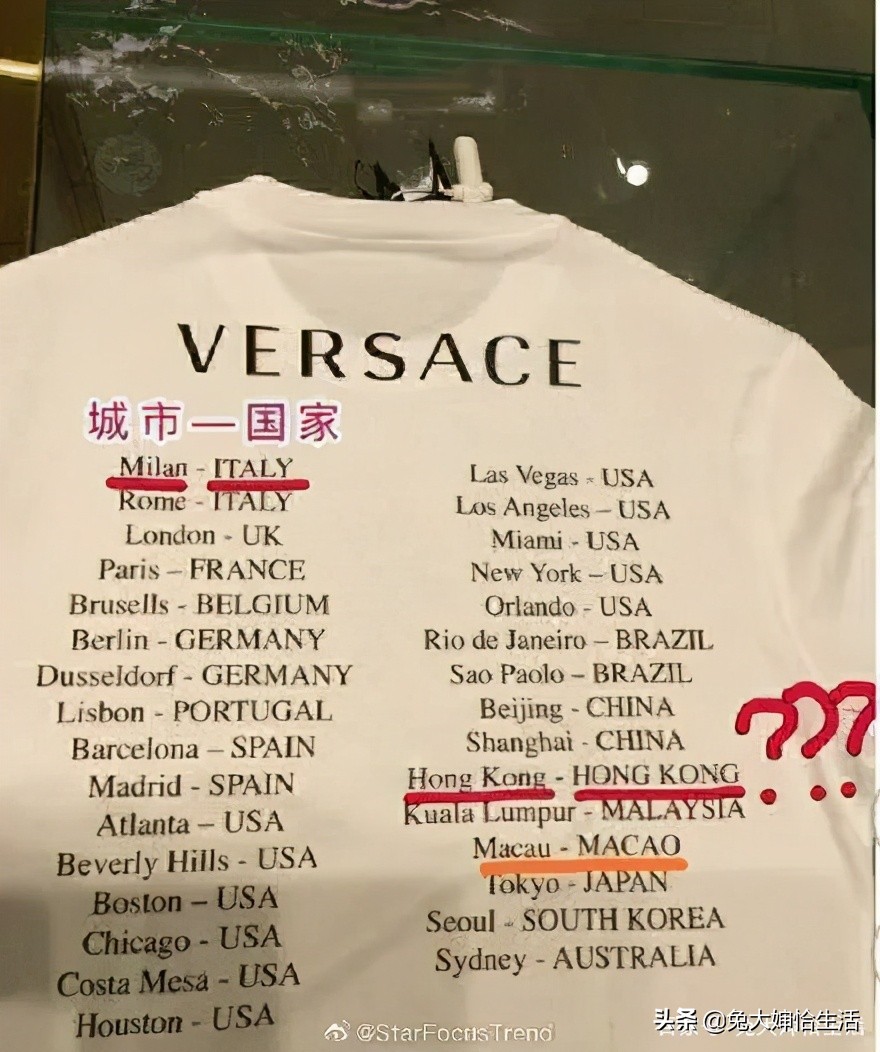 VERSACE
城市—国家
Milan - ITALY
Rome - ITALY
London - UK
Paris – FRANCE
Brusells - BELGIUM
Berlin - GERMANY
Dusseldorf - GERMANY
Lisbon - PORTUGAL
Barcelona – SPAIN
Madrid - SPAIN
Atlanta – USA
Beverly Hills - USA
Boston – USA
Chicago - USA
Costa Mesa - USA
Houston - USA
Las Vegas - USA
Los Angeles – USA
Miami - USA
New York – USA
Orlando - USA
Rio de Janeiro – BRAZIL
Sao Paolo – BRAZIL
Beijing - CHINA
Shanghai - CHINA
Hong Kong - HONG KONG
???
Kuala Lumpur - MALAYSIA
Macau - MACAO
Tokyo - JAPAN
Seoul - SOUTH KOREA
Sydney - AUSTRALIA
@StarFocusTrend
头条 @兔大婶恰生活